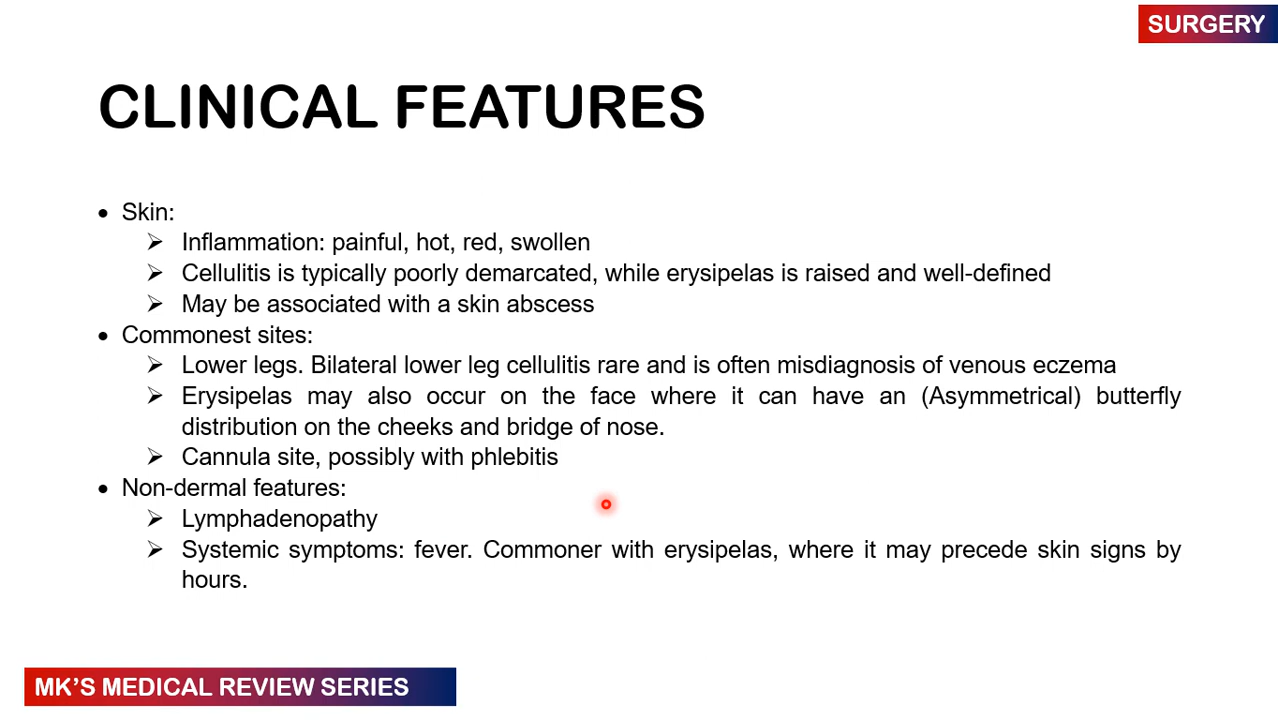 SURGERY
CLINICAL FEATURES
• Skin:
➢ Inflammation: painful, hot, red, swollen
➢ Cellulitis is typically poorly demarcated, while erysipelas is raised and well-defined
➢ May be associated with a skin abscess
• Commonest sites:
➢ Lower legs. Bilateral lower leg cellulitis rare and is often misdiagnosis of venous eczema
➢ Erysipelas may also occur on the face where it can have an (Asymmetrical) butterfly
distribution on the cheeks and bridge of nose.
➢ Cannula site, possibly with phlebitis
• Non-dermal features:
➢ Lymphadenopathy
➢ Systemic symptoms: fever. Commoner with erysipelas, where it may precede skin signs by
hours.
MK'S MEDICAL REVIEW SERIES